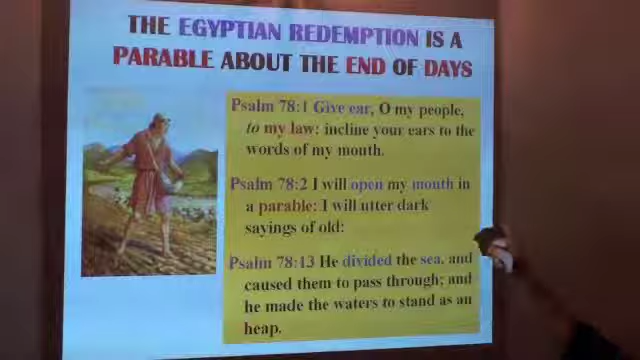 THE EGYPTIAN REDEMPTION IS A
PARABLE ABOUT THE END OF DAYS
Psalm 78:1 Give ear, O my people,
to my law: incline your ears to the
words of my mouth.
Psalm 78:2 I will open my mouth in
a parable: I will utter dark
sayings of old:
Psalm 78:13 He divided the sea, and
caused them to pass through; and
he made the waters to stand as an
heap.